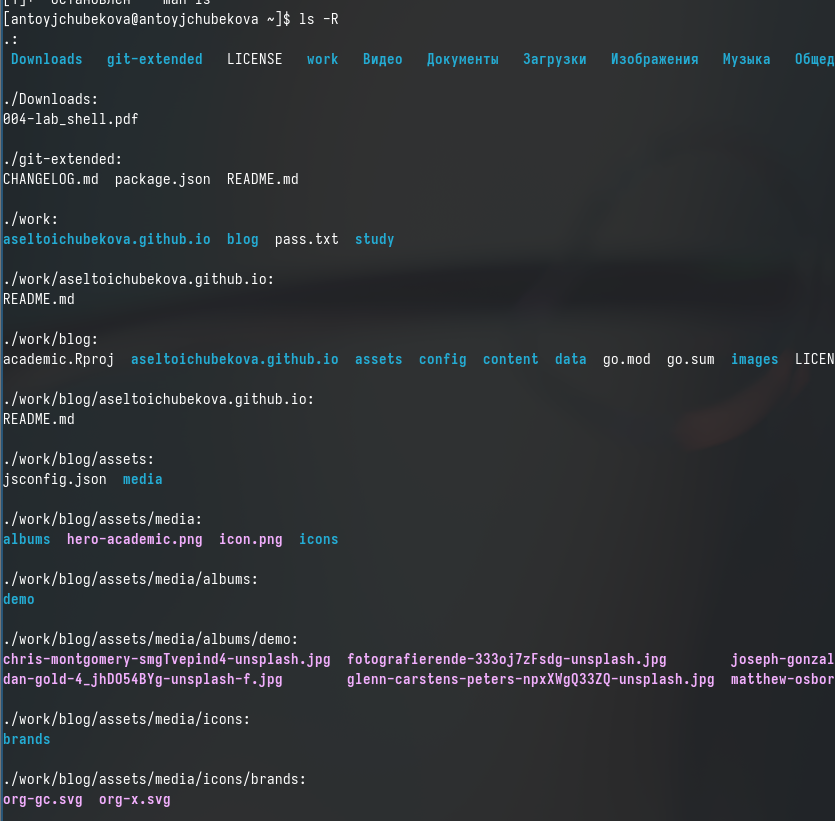 [antoyjchubekova@antoyjchubekova ~]$ ls -R
.:
Downloads git-extended LICENSE work Видео Документы Загрузки Изображения Музыка Общед
./Downloads:
004-lab_shell.pdf
./git-extended:
CHANGELOG.md package.json README.md
./work:
aseltoichubekova.github.io blog pass.txt study
./work/aseltoichubekova.github.io:
README.md
./work/blog:
academic.Rproj aseltoichubekova.github.io assets config content data go.mod go.sum images LICEN
./work/blog/aseltoichubekova.github.io:
README.md
./work/blog/assets:
jsconfig.json media
./work/blog/assets/media:
albums hero-academic.png icon.png icons
./work/blog/assets/media/albums:
demo
./work/blog/assets/media/albums/demo:
chris-montgomery-smgTvepind4-unsplash.jpg fotografierende-333oj7zFsdg-unsplash.jpg joseph-gonzal
dan-gold-4_jhDO54BYg-unsplash-f.jpg glenn-carstens-peters-npxXWgQ33ZQ-unsplash.jpg matthew-osbor
./work/blog/assets/media/icons:
brands
./work/blog/assets/media/icons/brands:
org-gc.svg org-x.svg